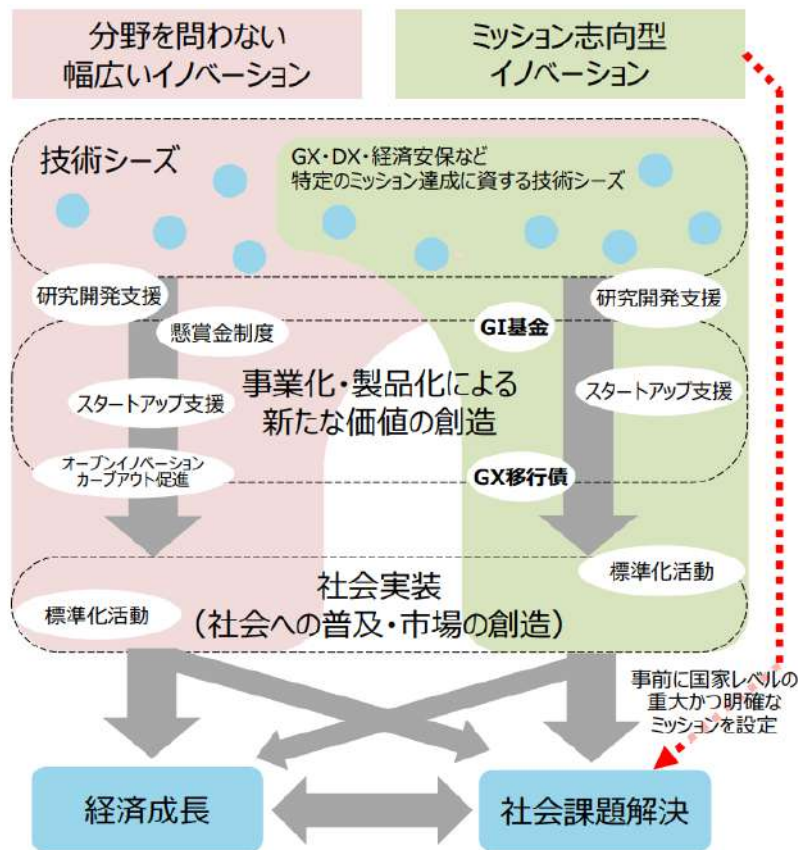 分野を問わない
幅広いイノベーション
ミッション志向型
イノベーション
技術シーズ
GX・DX・経済安保など
特定のミッション達成に資する技術シーズ
研究開発支援
研究開発支援
懸賞金制度
GI基金
事業化・製品化による
新たな価値の創造
スタートアップ支援
スタートアップ支援
オープンイノベーション
カーブアウト促進
GX移行債
社会実装
（社会への普及・市場の創造）
標準化活動
標準化活動
事前に国家レベルの
重大かつ明確な
ミッションを設定
経済成長
社会課題解決